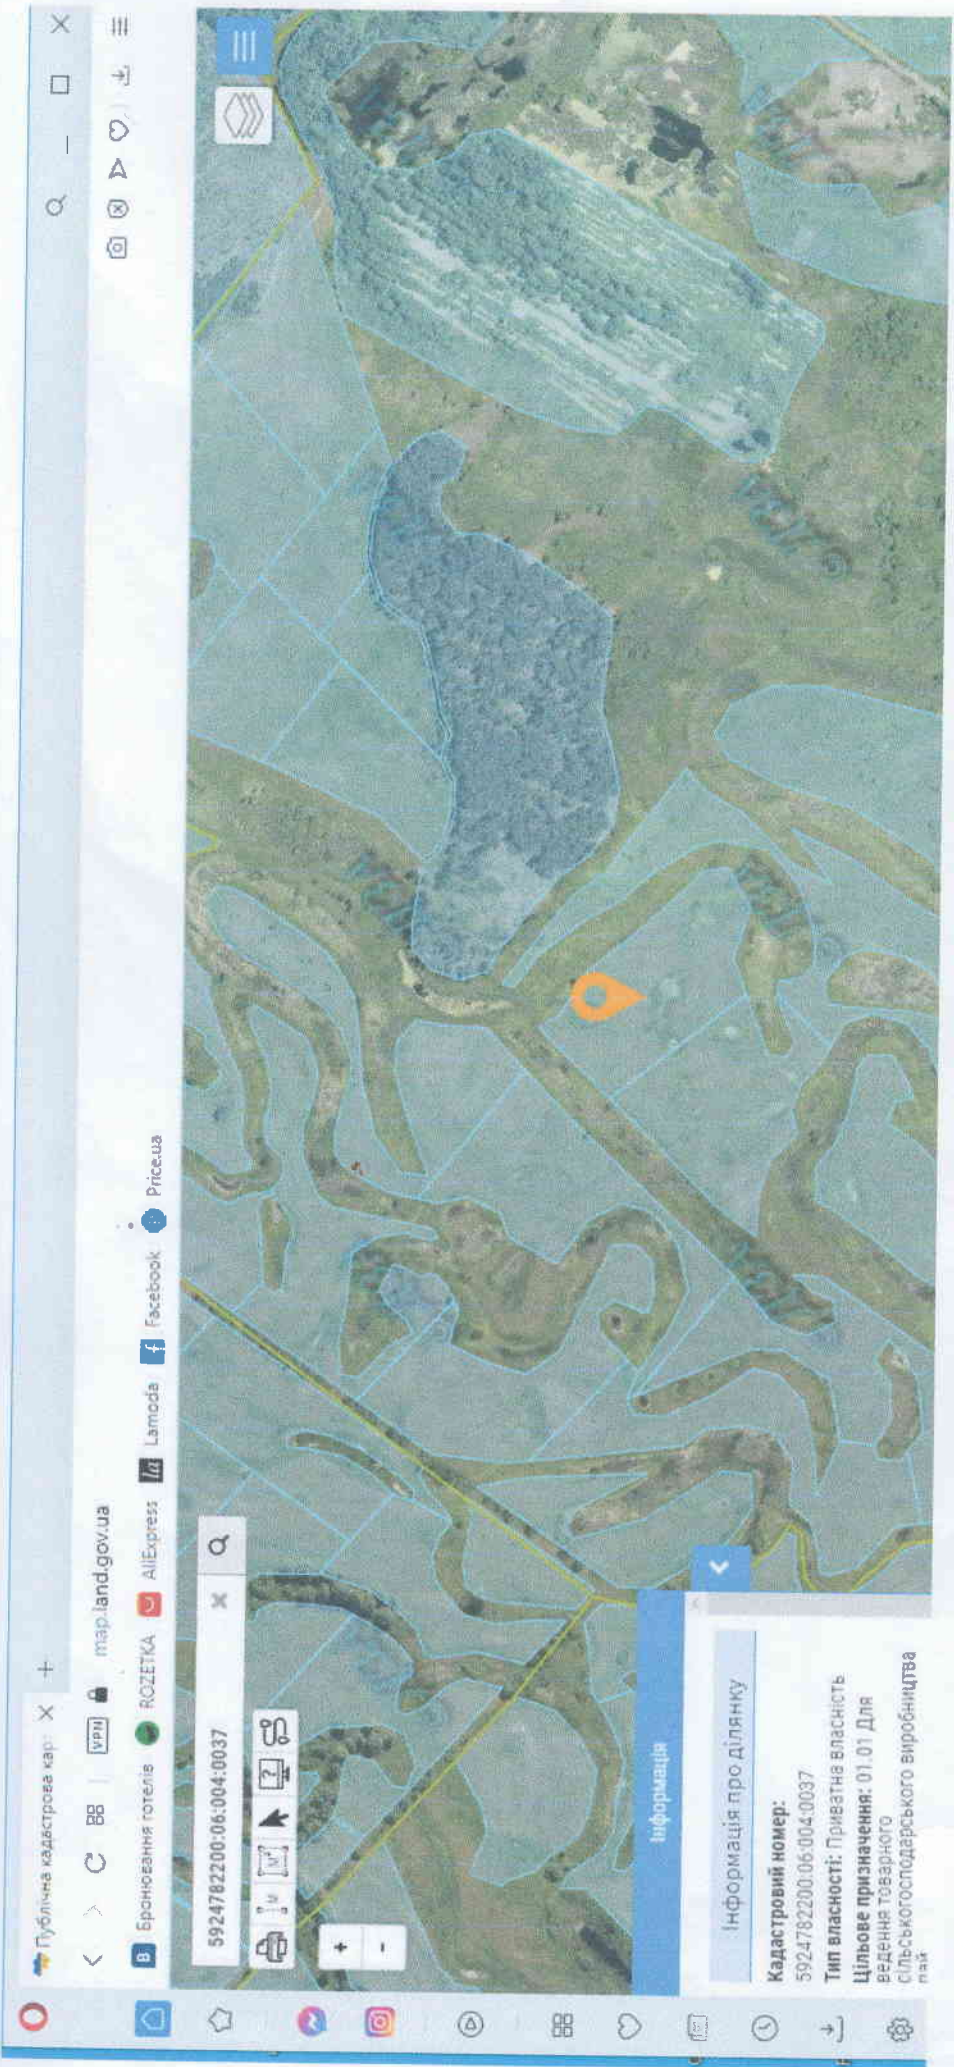 Публічна кадастрова кар
VPN
map.land.gov.ua
Бронювання готелів
ROZETKA
AliExpress
la Lamoda
f Facebook
Price.ua
5924782200:06:004:0037
Інформація
Інформація про ділянку
Кадастровий номер:
5924782200:06:004:0037
Тип власності: Приватна власність
Цільове призначення: 01.01 Для
ведення товарного
сільськогосподарського виробництва
пай